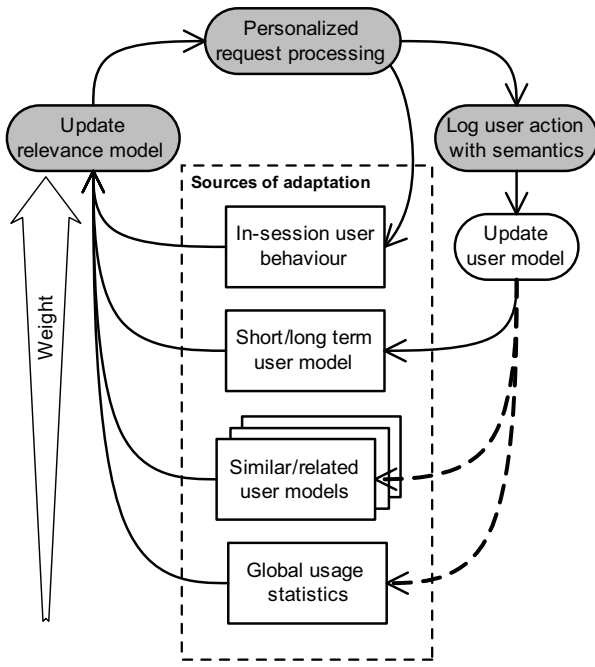 Personalized
request processing
Update
relevance model
Log user action
with semantics
Sources of adaptation
In-session user
behaviour
Update
user model
Short/long term
user model
Weight
Similar/related
user models
Global usage
statistics